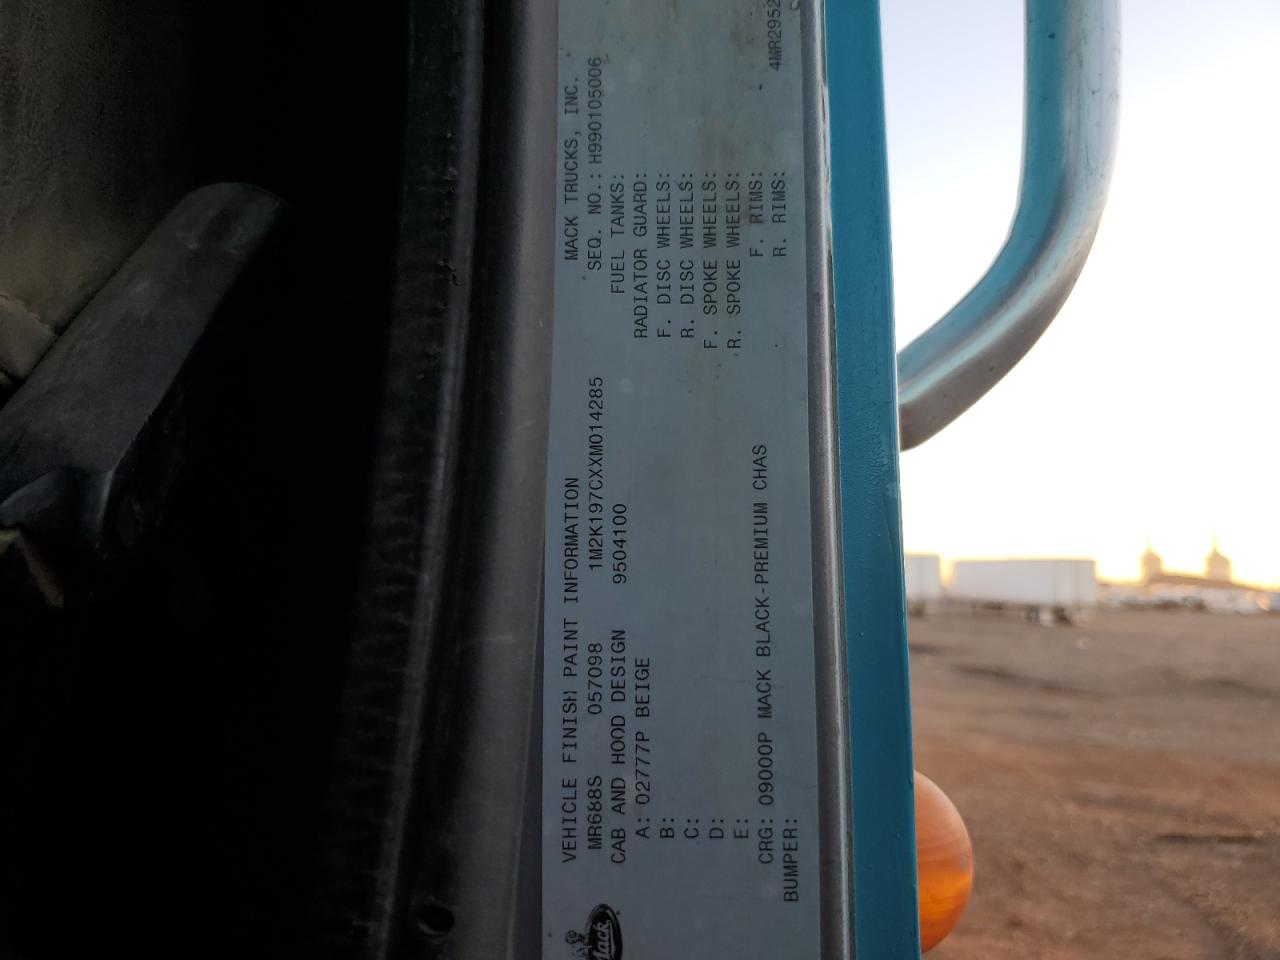 Mack
VEHICLE FINISH PAINT INFORMATION MACK TRUCKS, INC.
MR688S 057098 1M2K197CXXM014285 SEQ. NO.: H990105006
CAB AND HOOD DESIGN 9504100 FUEL TANKS:
A: 02777P BEIGE RADIATOR GUARD:
B: F. DISC WHEELS:
C: R. DISC WHEELS:
D: F. SPOKE WHEELS:
E: R. SPOKE WHEELS:
CRG: 09000P MACK BLACK-PREMIUM CHAS F. RIMS:
BUMPER: R. RIMS: 4MR2952